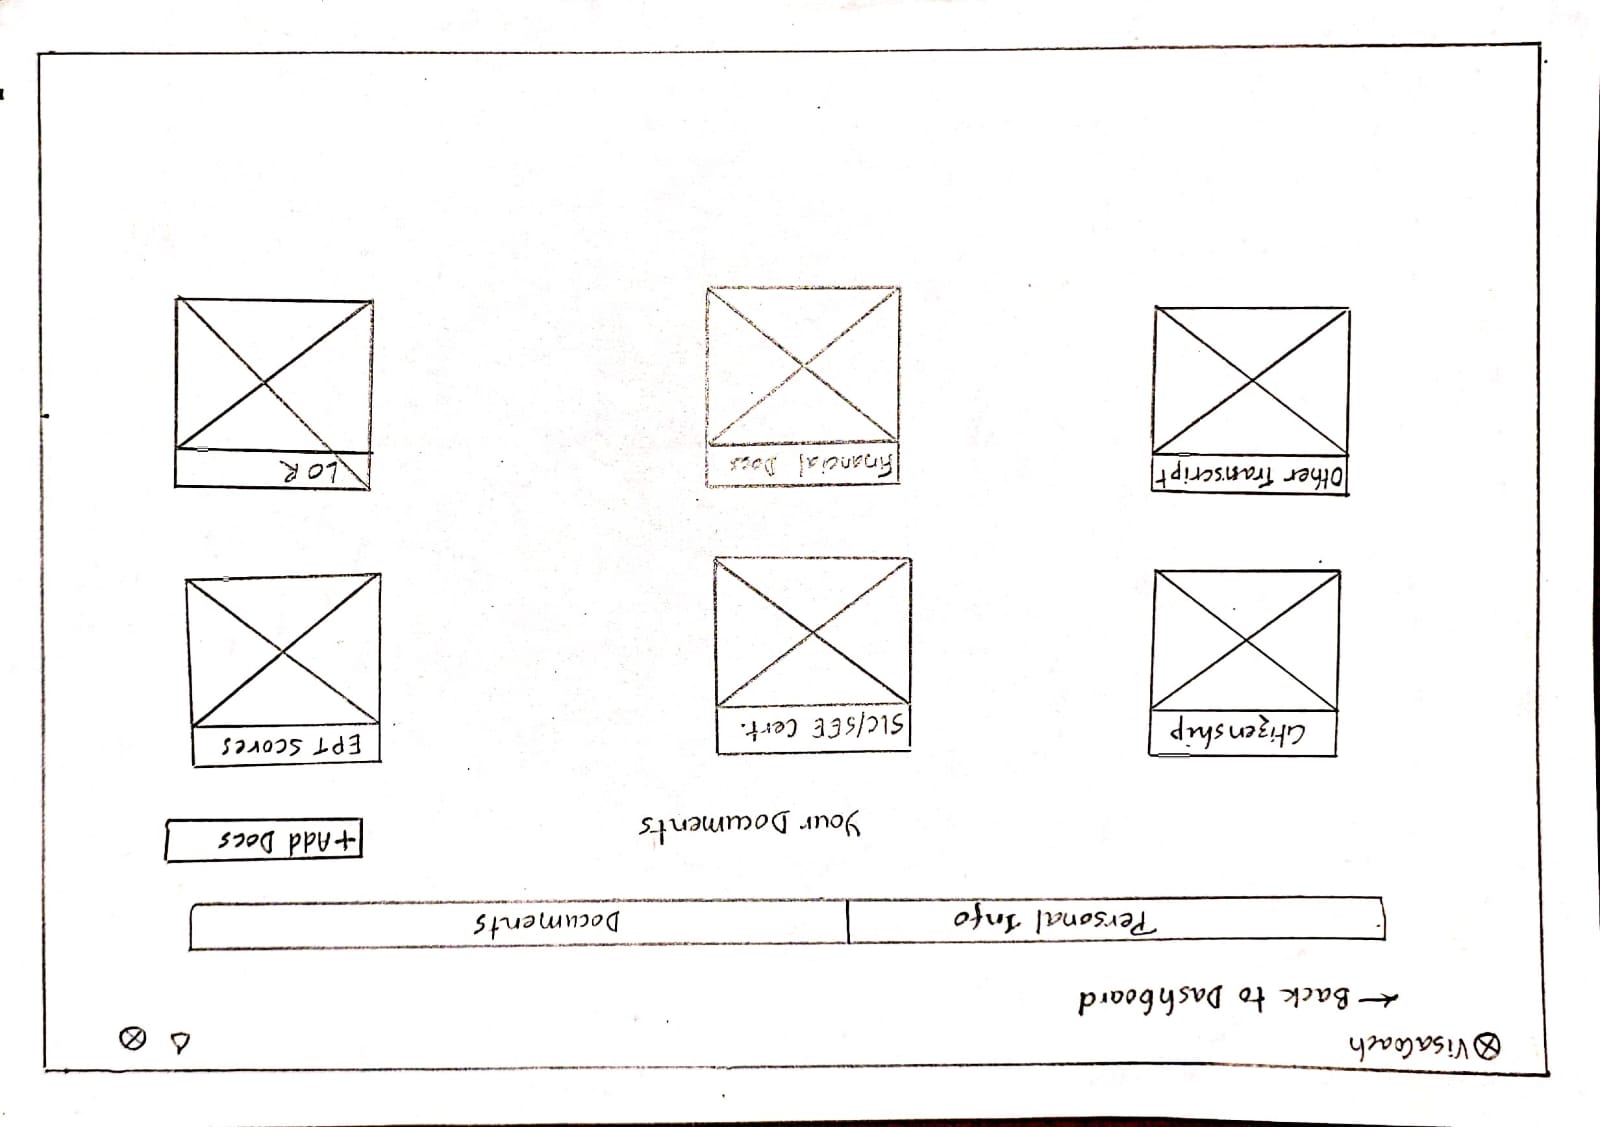 VisaCoach
← Back to Dashboard
Personal Info
Documents
Your Documents
+Add Docs
Citizenship
SLC/SEE Cert.
EPT Scores
Other Transcript
Financial Docs
LOR